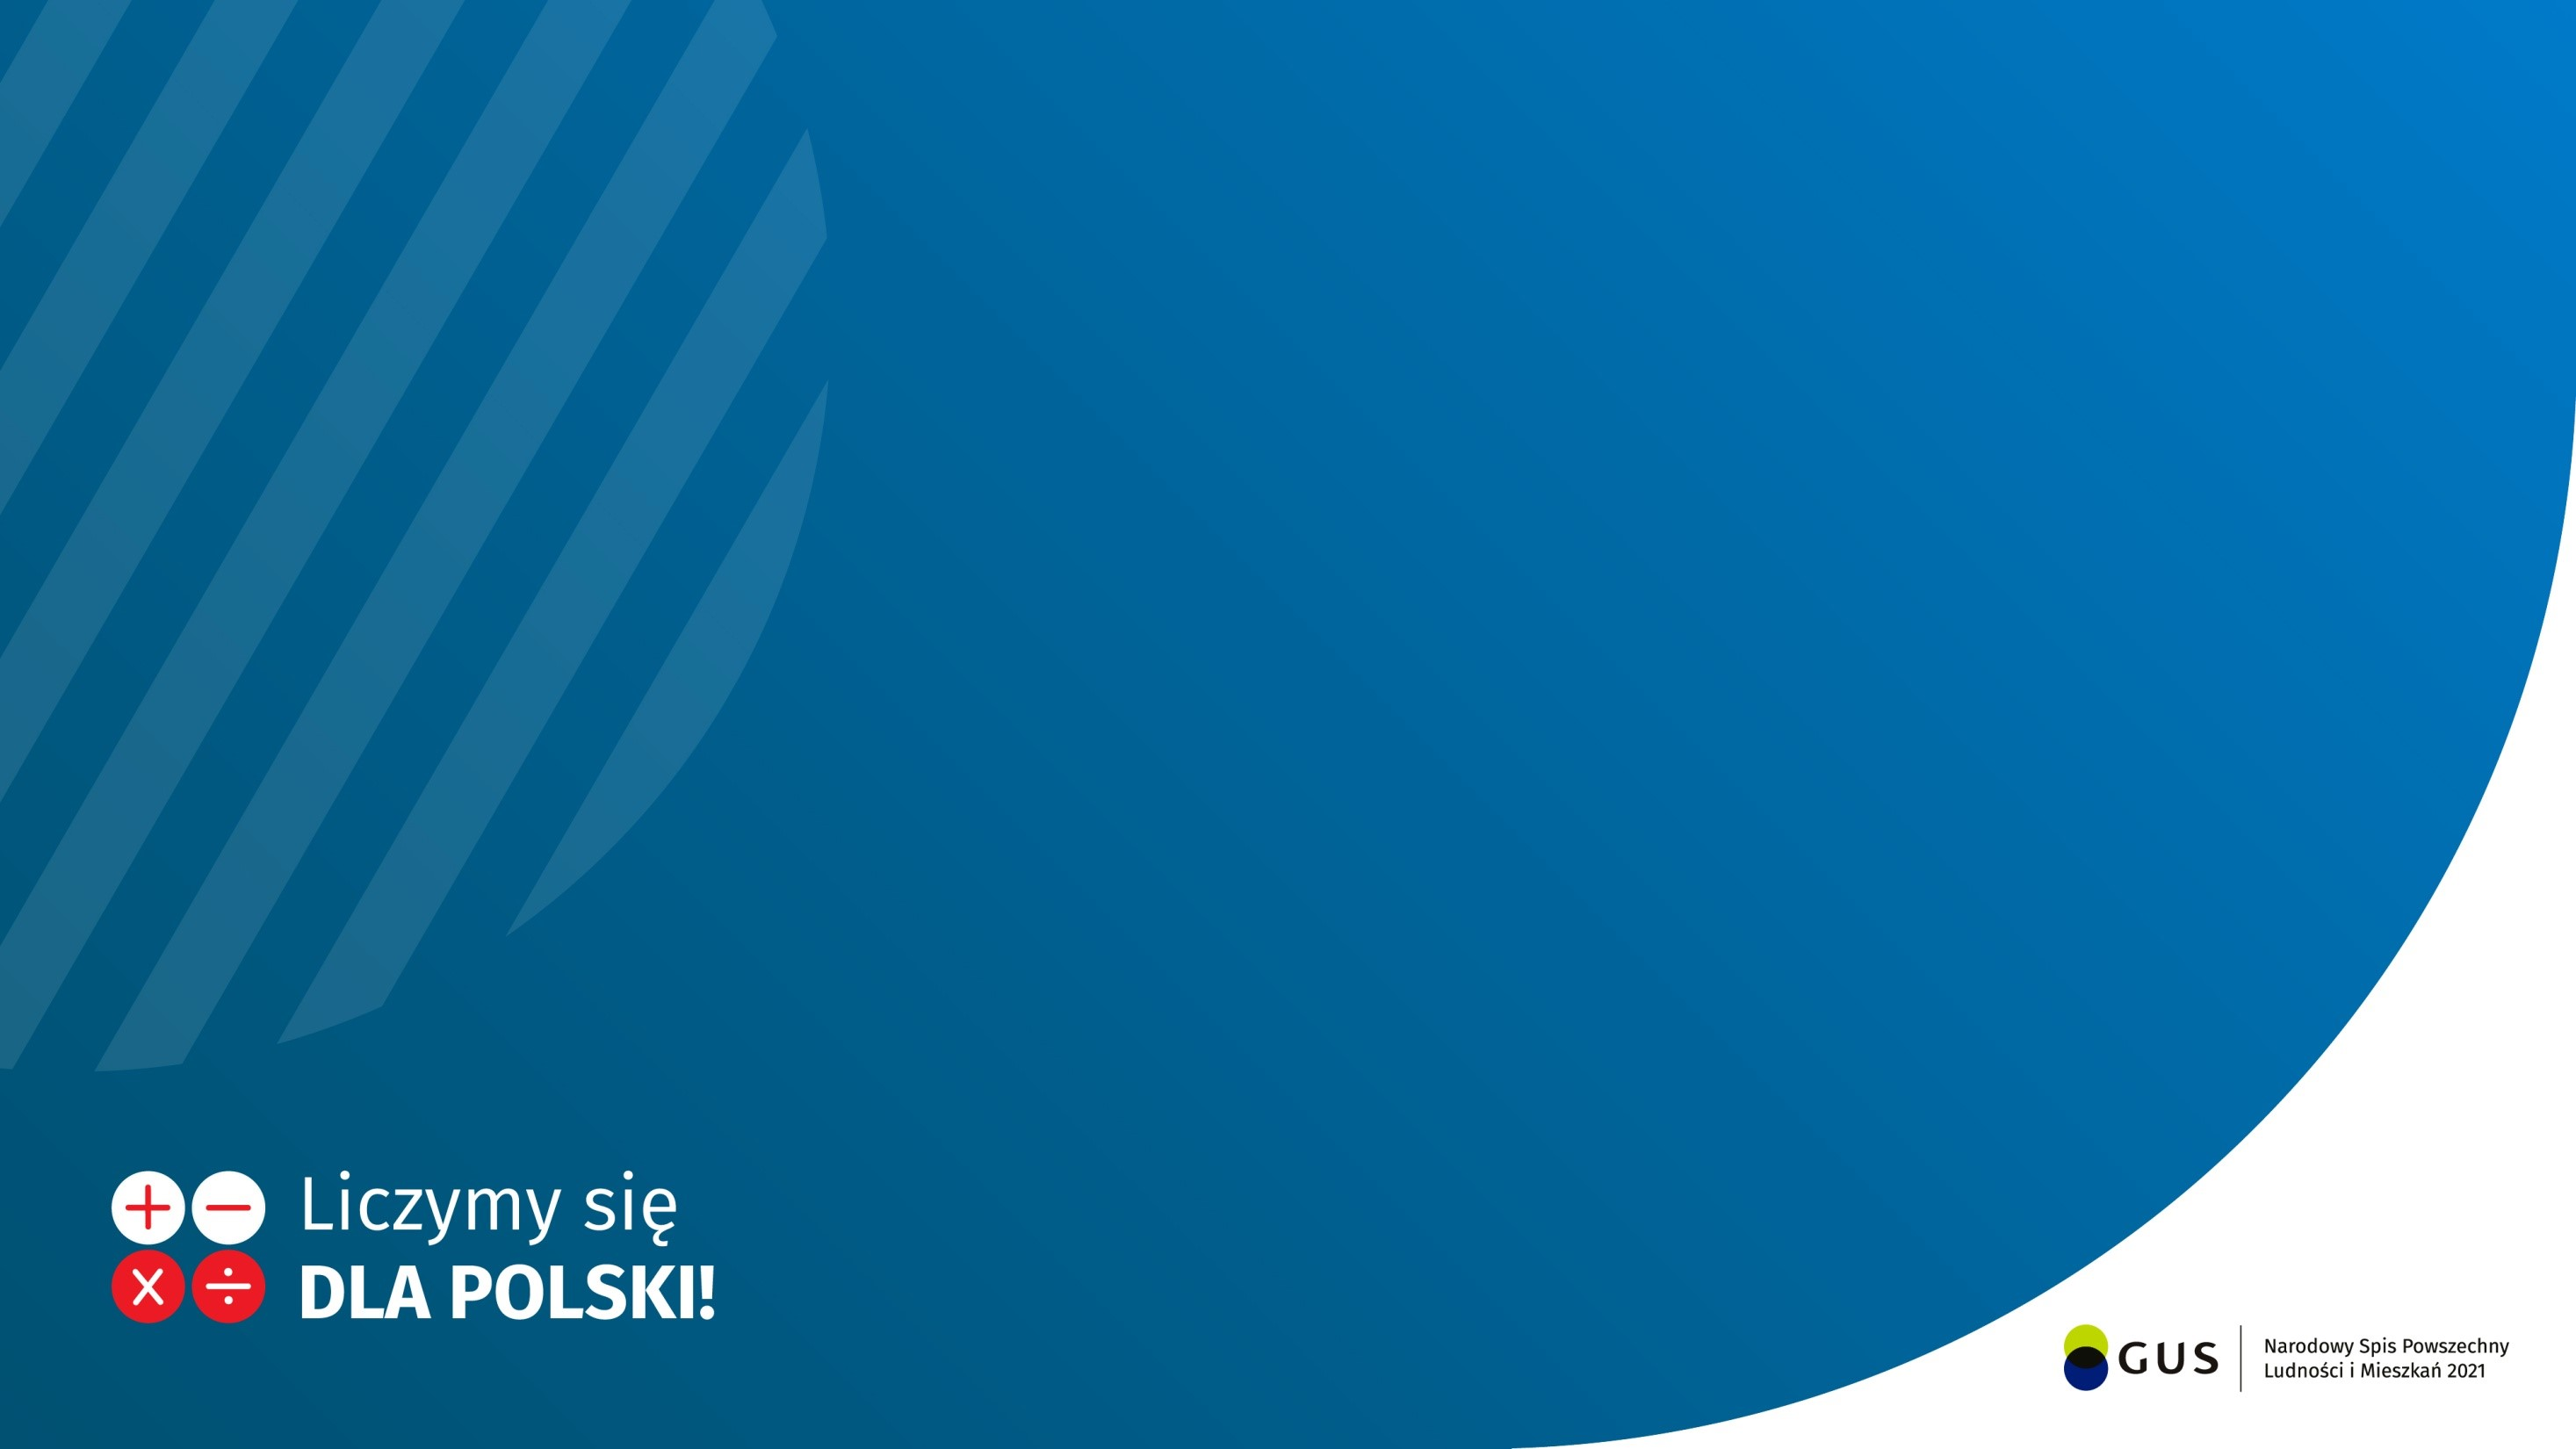 Liczymy się
DLA POLSKI!
GUS
Narodowy Spis Powszechny
Ludności i Mieszkań 2021